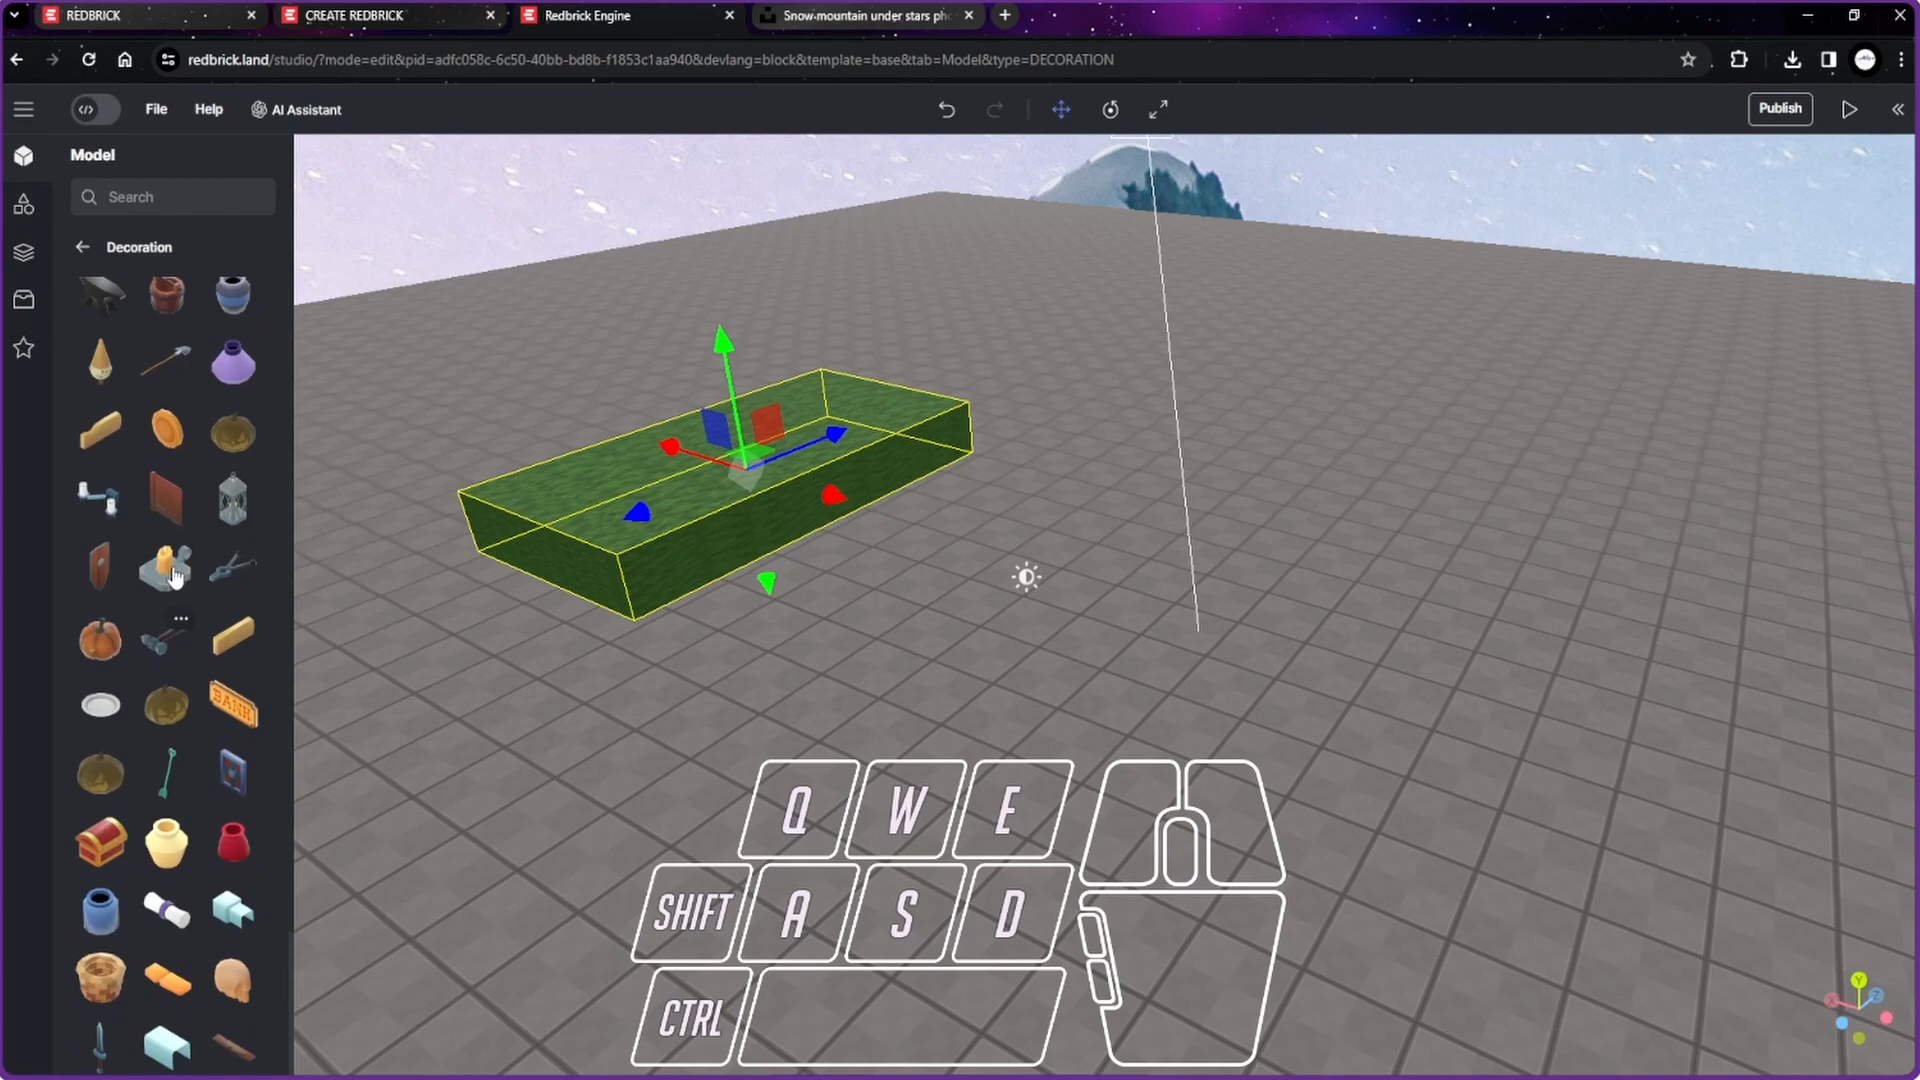 REDBRICK
CREATE REDBRICK
Redbrick Engine
Snow-mountain under stars ph
redbrick.land/studio/?mode=edit&pid=adfc058c-6c50-40bb-bd8b-f1853c1aa940&devlang=block&template=base&tab=Model&type=DECORATION
File
Help
AI Assistant
Publish
Model
Search
Decoration
BANK
Q
W
E
SHIFT
A
S
D
CTRL
Y
X
Z